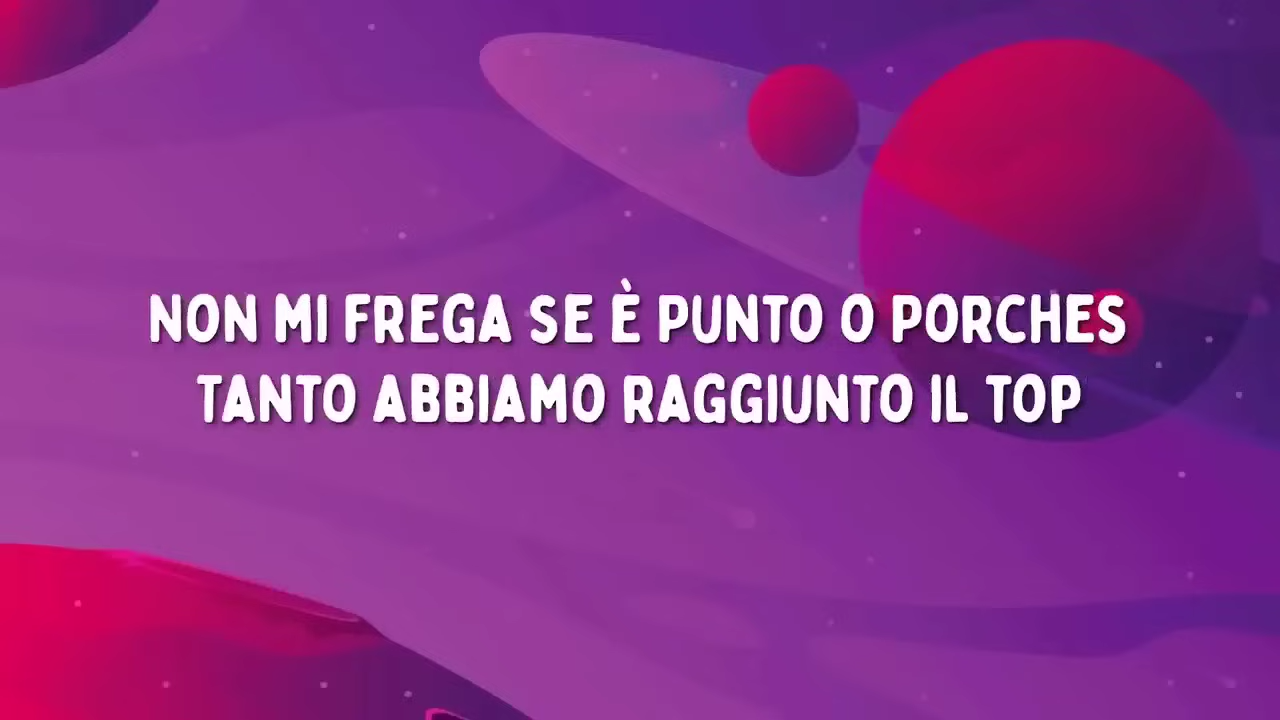 NON MI FREGA SE È PUNTO O PORCHES
TANTO ABBIAMO RAGGIUNTO IL TOP